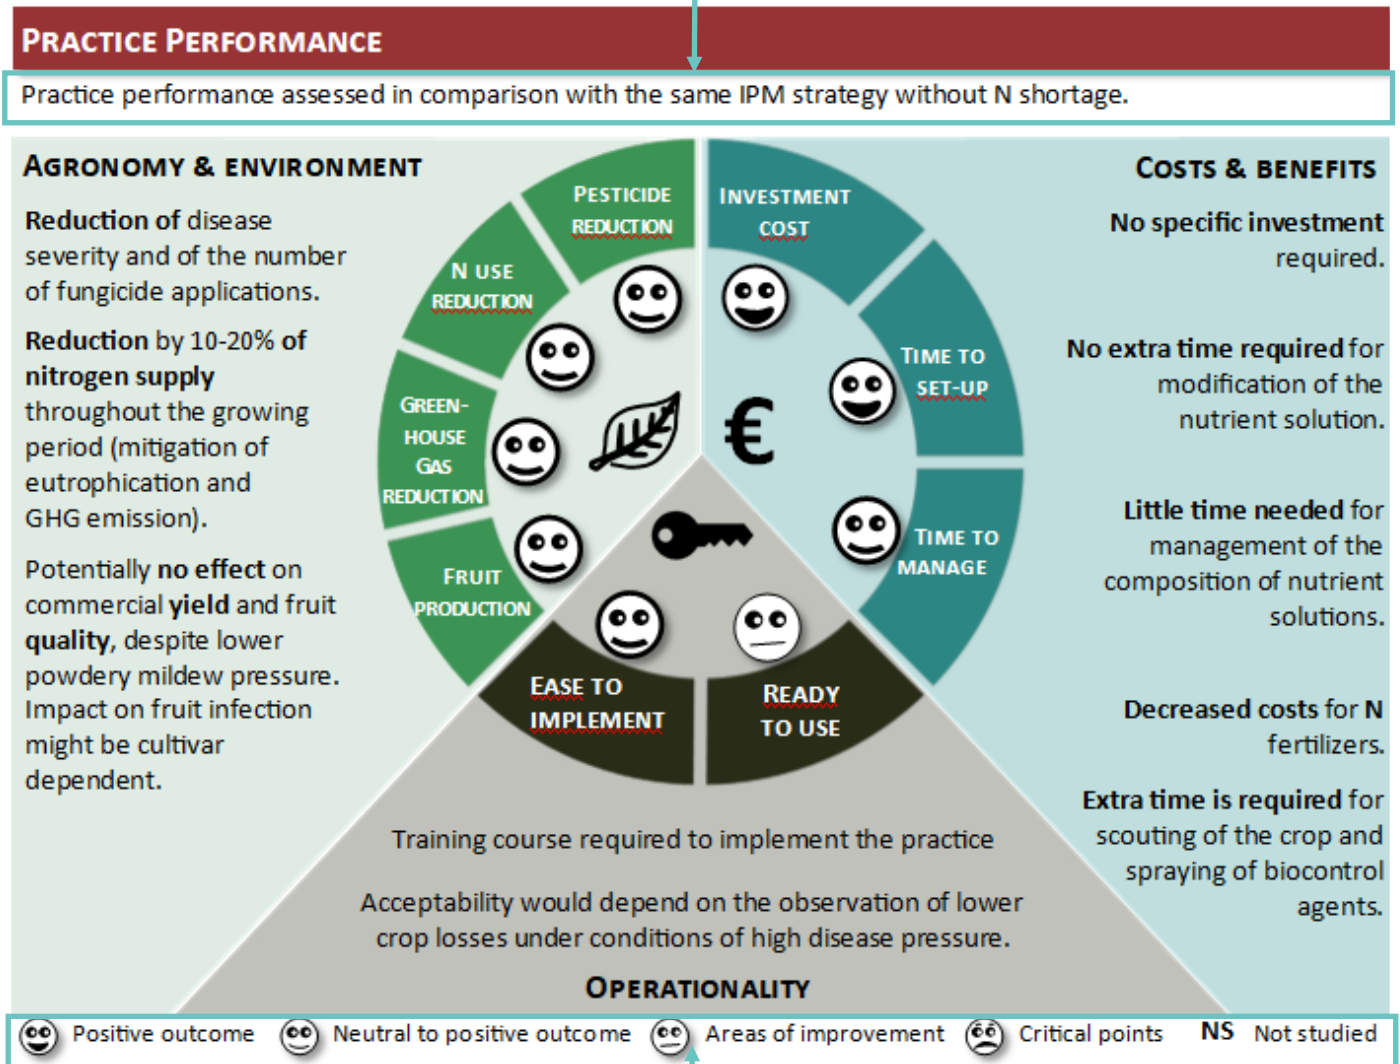 PRACTICE PERFORMANCE
Practice performance assessed in comparison with the same IPM strategy without N shortage.
AGRONOMY & ENVIRONMENT
Reduction of disease
severity and of the number
of fungicide applications.
Reduction by 10-20% of
nitrogen supply
throughout the growing
period (mitigation of
eutrophication and
GHG emission).
Potentially no effect on
commercial yield and fruit
quality, despite lower
powdery mildew pressure.
Impact on fruit infection
might be cultivar
dependent.
PESTICIDE
REDUCTION
N USE
REDUCTION
GREEN-
HOUSE
GAS
REDUCTION
FRUIT
PRODUCTION
INVESTMENT
COST
TIME TO
SET-UP
TIME TO
MANAGE
€
EASE TO
IMPLEMENT
READY
TO USE
COSTS & BENEFITS
No specific investment
required.
No extra time required for
modification of the
nutrient solution.
Little time needed for
management of the
composition of nutrient
solutions.
Decreased costs for N
fertilizers.
Extra time is required for
scouting of the crop and
spraying of biocontrol
agents.
Training course required to implement the practice
Acceptability would depend on the observation of lower
crop losses under conditions of high disease pressure.
OPERATIONALITY
Positive outcome
Neutral to positive outcome
Areas of improvement
Critical points
NS Not studied